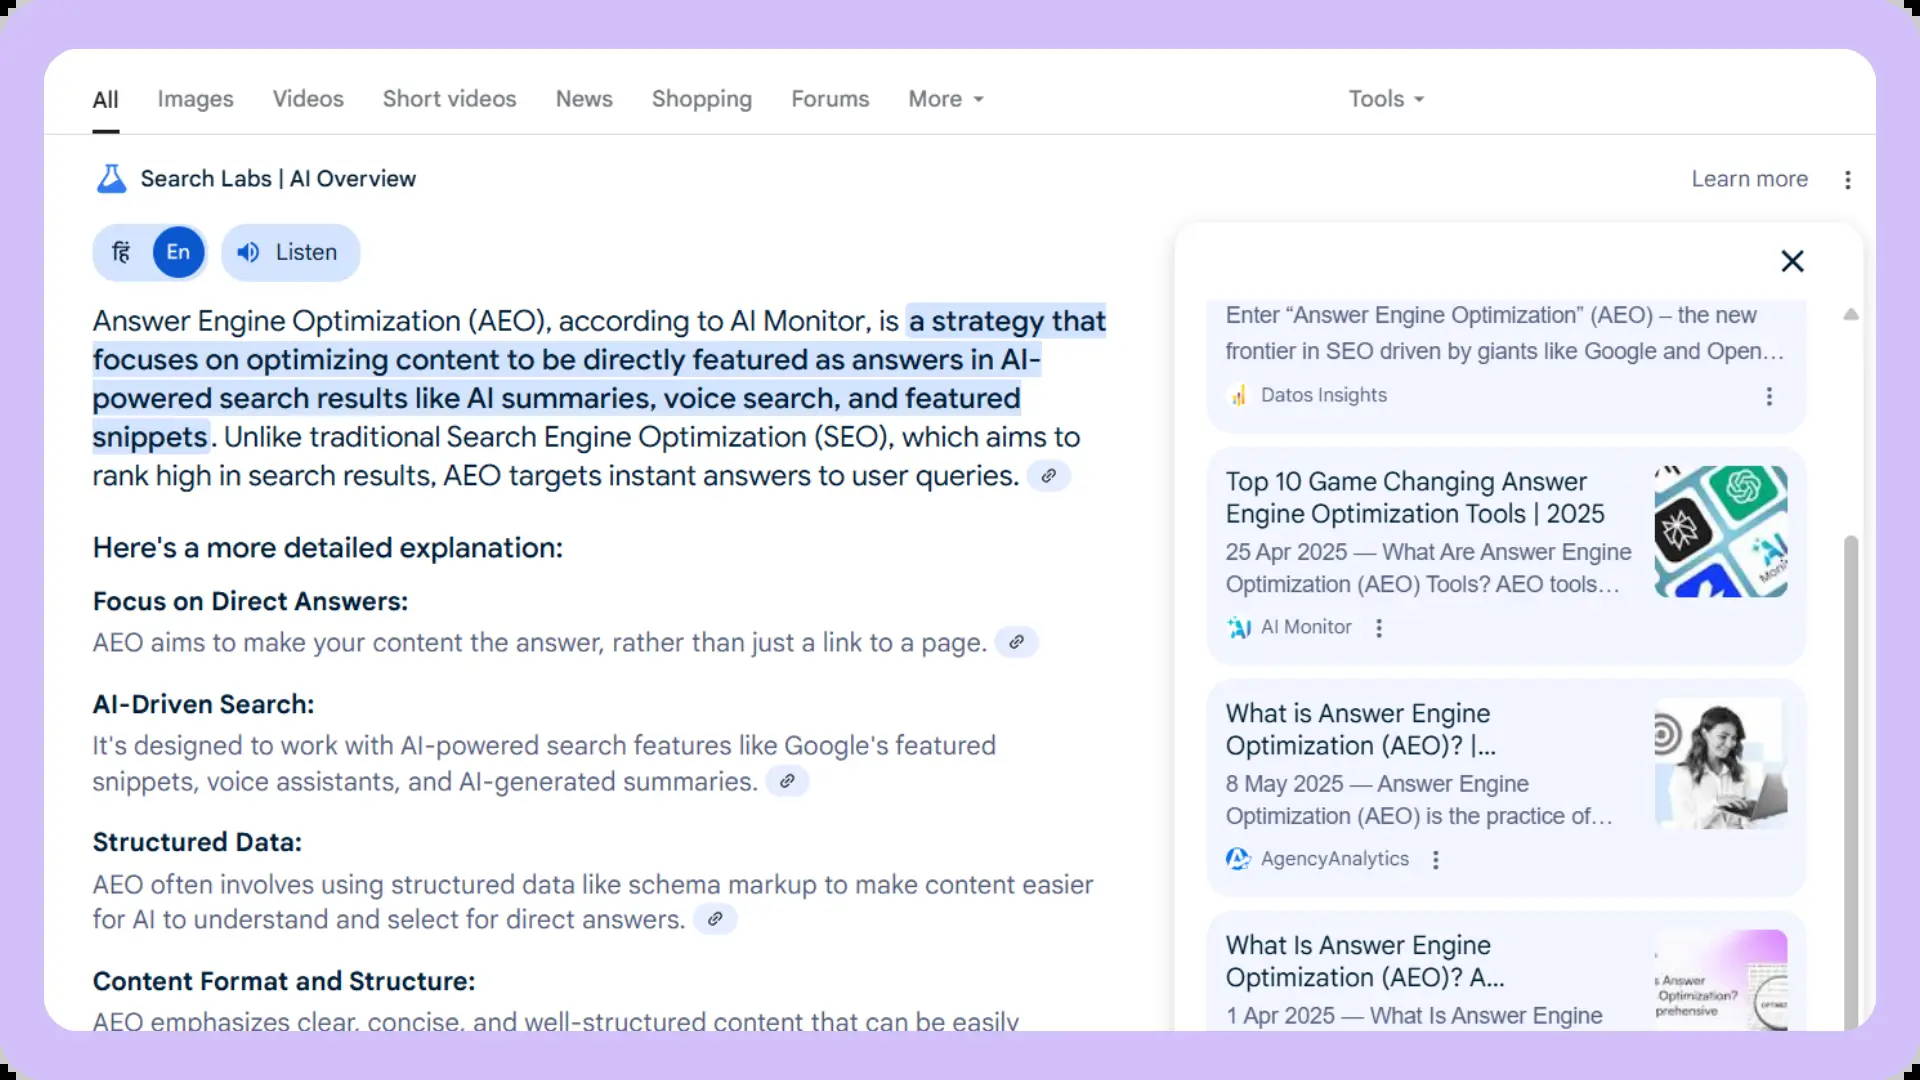 All Images Videos Short videos News Shopping Forums More Tools
Search Labs | AI Overview
Learn more
हिं En Listen
Answer Engine Optimization (AEO), according to AI Monitor, is a strategy that
focuses on optimizing content to be directly featured as answers in AI-
powered search results like AI summaries, voice search, and featured
snippets. Unlike traditional Search Engine Optimization (SEO), which aims to
rank high in search results, AEO targets instant answers to user queries.
Here's a more detailed explanation:
Focus on Direct Answers:
AEO aims to make your content the answer, rather than just a link to a page.
AI-Driven Search:
It's designed to work with AI-powered search features like Google's featured
snippets, voice assistants, and AI-generated summaries.
Structured Data:
AEO often involves using structured data like schema markup to make content easier
for AI to understand and select for direct answers.
Content Format and Structure:
AEO emphasizes clear, concise, and well-structured content that can be easily
Enter “Answer Engine Optimization” (AEO) – the new
frontier in SEO driven by giants like Google and Open...
Datos Insights
Top 10 Game Changing Answer
Engine Optimization Tools | 2025
25 Apr 2025 — What Are Answer Engine
Optimization (AEO) Tools? AEO tools...
AI Monitor
What is Answer Engine
Optimization (AEO)? |...
8 May 2025 — Answer Engine
Optimization (AEO) is the practice of...
AgencyAnalytics
What Is Answer Engine
Optimization (AEO)? A...
1 Apr 2025 — What Is Answer Engine
s Answer
Optimization?
prehensive